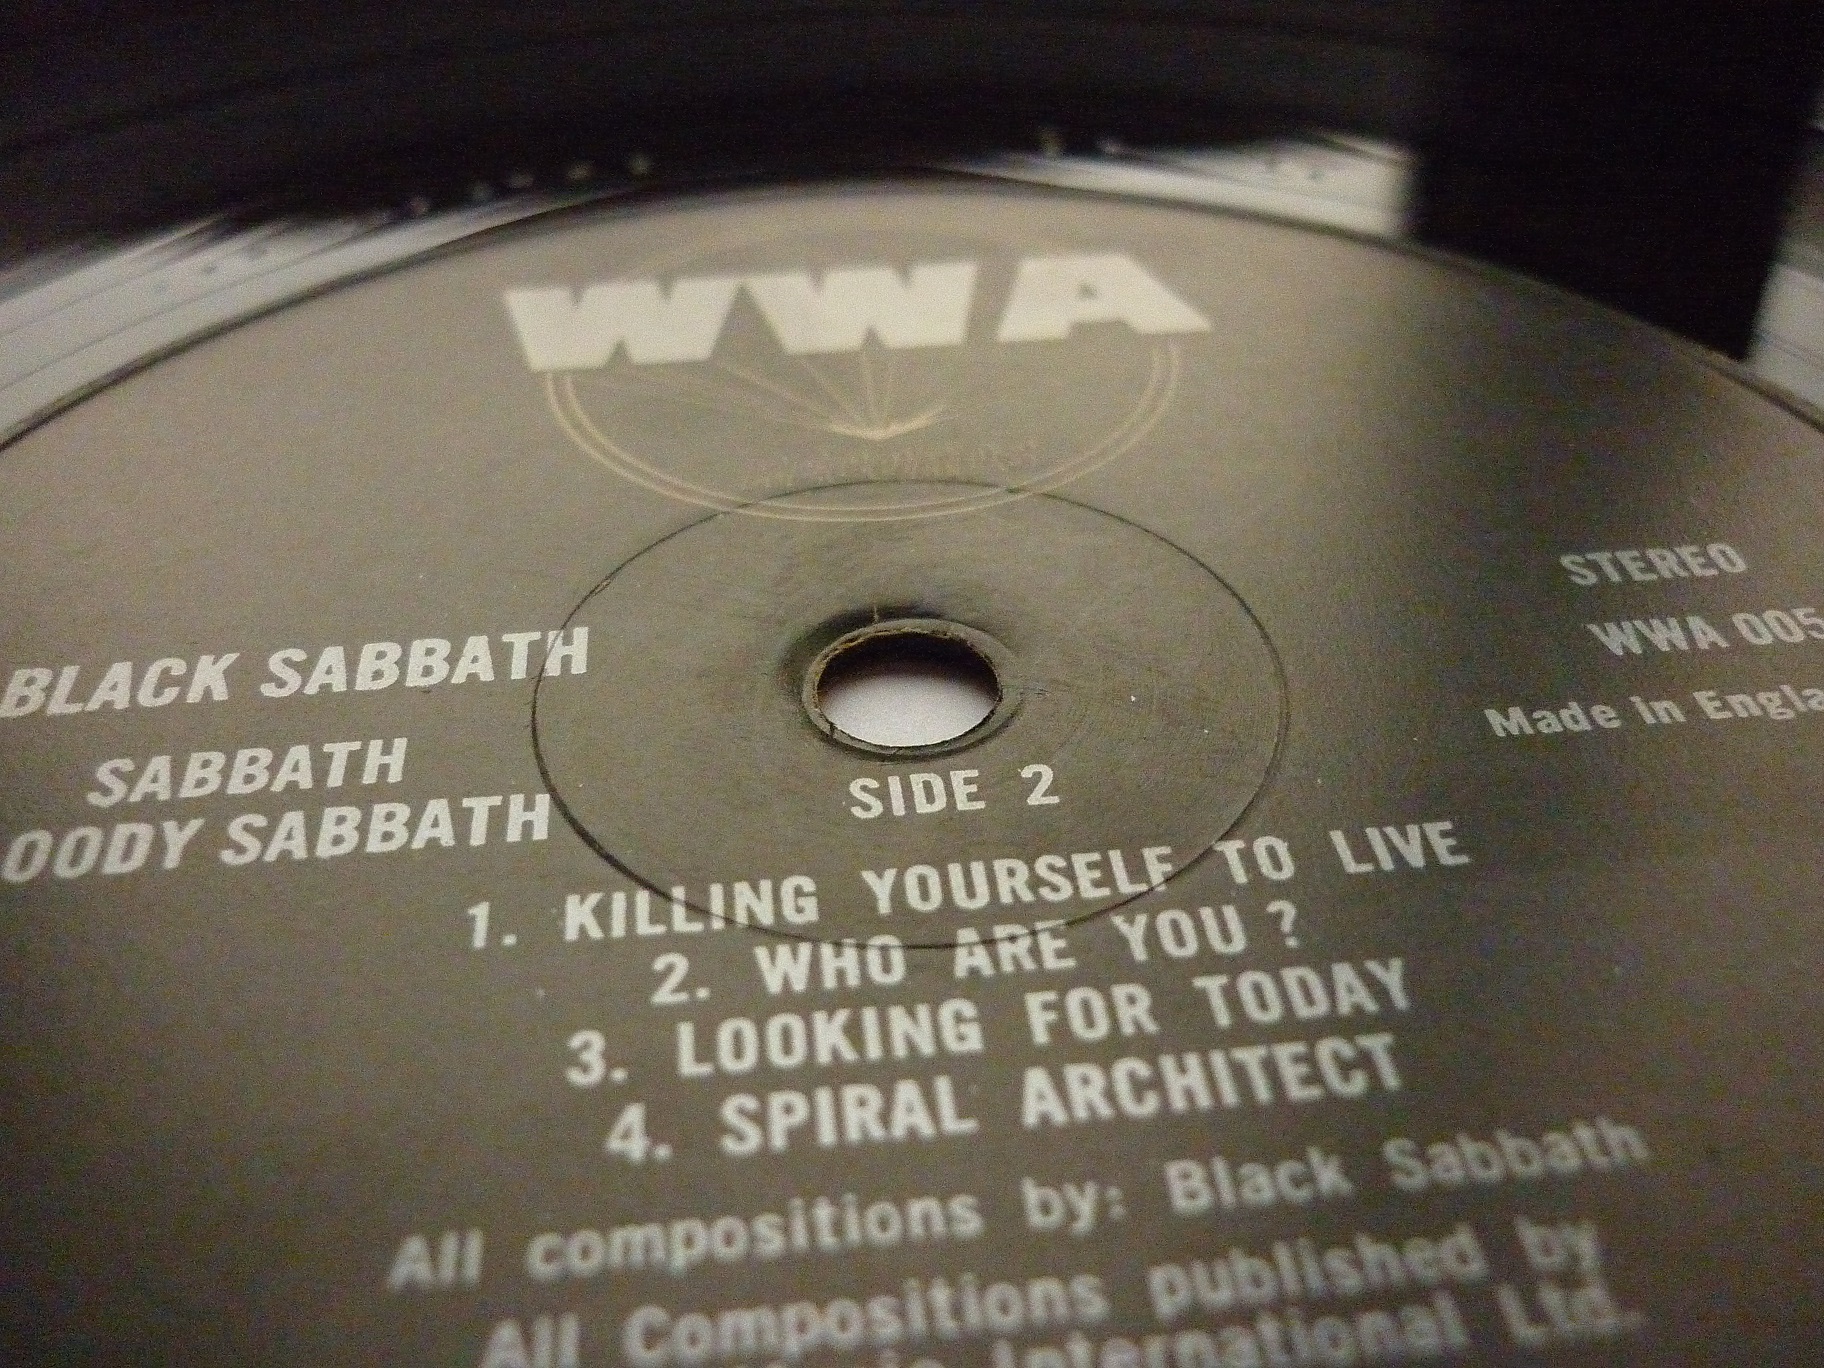 WWA
STEREO
WWA 005
Made in Engla
BLACK SABBATH
SABBATH
OODY SABBATH
SIDE 2
1. KILLING YOURSELF TO LIVE
2. WHO ARE YOU ?
3. LOOKING FOR TODAY
4. SPIRAL ARCHITECT
All compositions by: Black Sabbath
All Compositions published by
International Ltd.